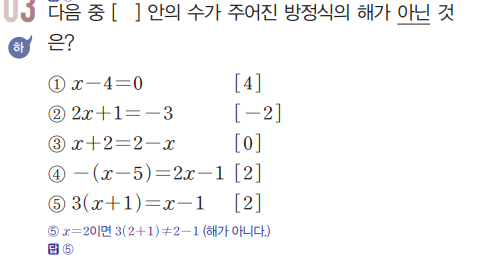 03 다음 중 [ ] 안의 수가 주어진 방정식의 해가 아닌 것
하 은?
① x-4=0 [4]
② 2x+1=-3 [-2]
③ x+2=2-x [0]
④ -(x-5)=2x-1 [2]
⑤ 3(x+1)=x-1 [2]
⑤ x=2이면 3(2+1)≠2-1 (해가 아니다.)
답 ⑤